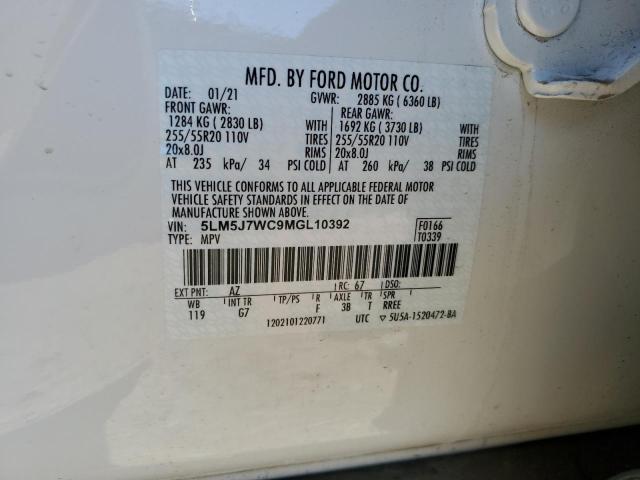 MFD. BY FORD MOTOR CO.
DATE: 01/21 GVWR: 2885 KG ( 6360 LB)
FRONT GAWR: REAR GAWR:
1284 KG ( 2830 LB) WITH 1692 KG ( 3730 LB) WITH
255/55R20 110V TIRES 255/55R20 110V TIRES
20x8.0J RIMS 20x8.0J RIMS
AT 235 kPa/ 34 PSI COLD AT 260 kPa/ 38 PSI COLD
THIS VEHICLE CONFORMS TO ALL APPLICABLE FEDERAL MOTOR
VEHICLE SAFETY STANDARDS IN EFFECT ON THE DATE OF
MANUFACTURE SHOWN ABOVE.
VIN: 5LM5J7WC9MGL10392 F0166
TYPE: MPV T0339
EXT PNT: AZ RC: 67 DSO:
WB INT TR TP/PS R AXLE TR SPR
119 G7 F 3B T RREE
1202101220771 UTC ▽ 5U5A-1520472-BA